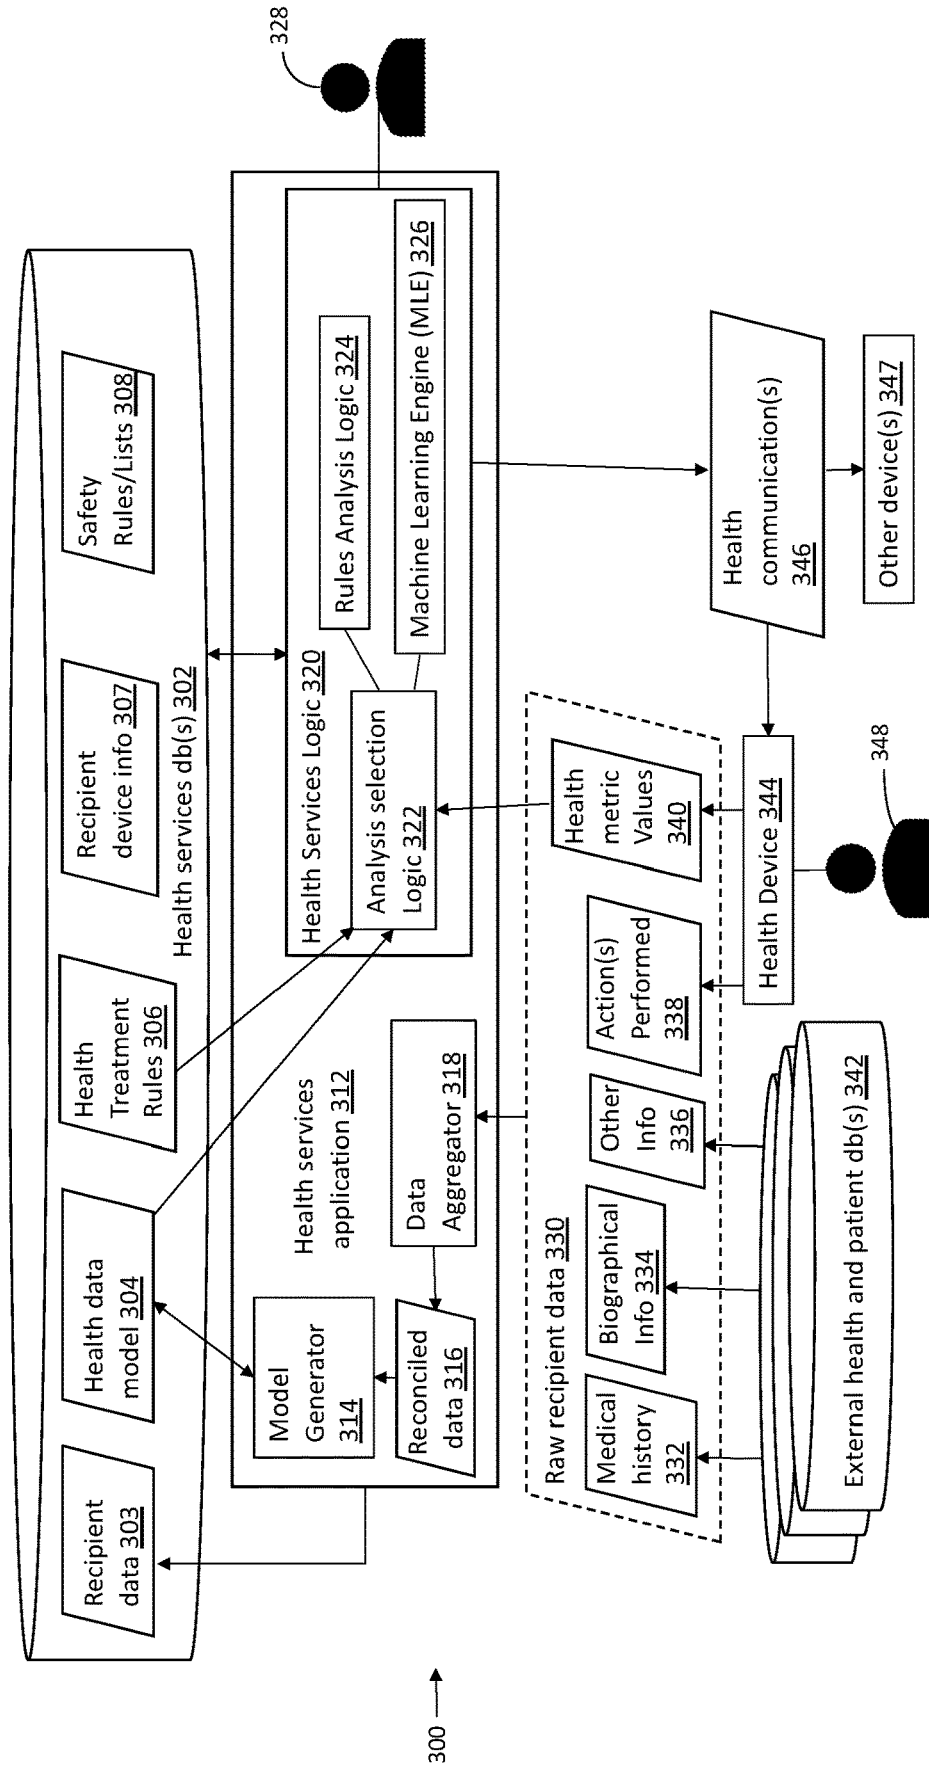 Recipient
data 303
Health data
model 304
Health
Treatment
Rules 306
Recipient
device info 307
Safety
Rules/Lists 308
Health services db(s) 302
328
Model
Generator
314
Reconciled
data 316
Health services
application 312
Data
Aggregator 318
Health Services Logic 320
Analysis selection
Logic 322
Rules Analysis Logic 324
Machine Learning Engine (MLE) 326
300
Raw recipient data 330
Medical
history
332
Biographical
Info 334
Other
Info
336
Action(s)
Performed
338
Health
metric
Values
340
Health
communication(s)
346
External health and patient db(s) 342
Health Device 344
Other device(s) 347
348